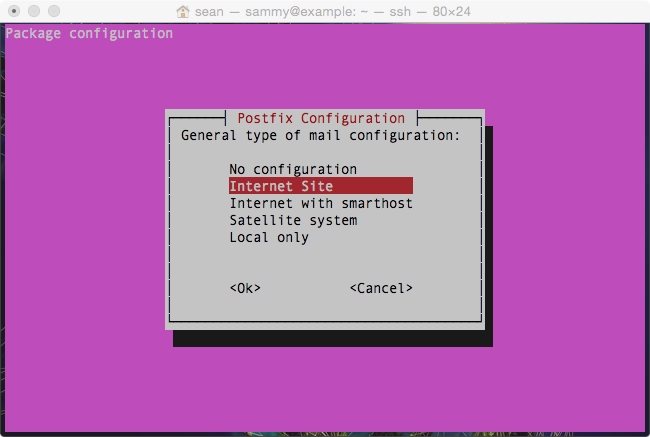 sean — sammy@example: ~ — ssh — 80×24
Package configuration
Postfix Configuration
General type of mail configuration:
No configuration
Internet Site
Internet with smarthost
Satellite system
Local only
<Ok> <Cancel>